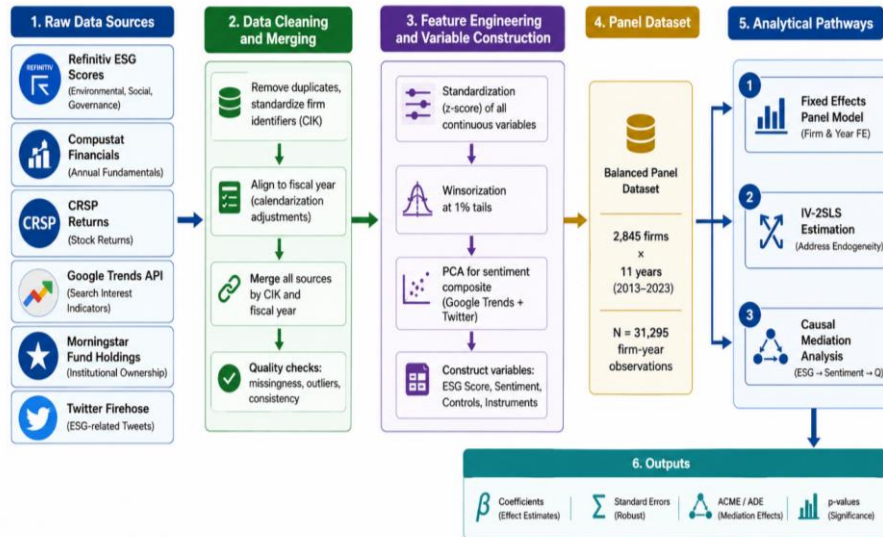 1. Raw Data Sources
REFINITIV
Refinitiv ESG
Scores
(Environmental, Social,
Governance)
Compustat
Financials
(Annual Fundamentals)
CRSP
CRSP
Returns
(Stock Returns)
Google Trends API
(Search Interest
Indicators)
Morningstar
Fund Holdings
(Institutional Ownership)
Twitter Firehose
(ESG-related Tweets)
2. Data Cleaning
and Merging
Remove duplicates,
standardize firm
identifiers (CIK)
Align to fiscal year
(calendarization
adjustments)
Merge all sources
by CIK and
fiscal year
Quality checks:
missingness, outliers,
consistency
3. Feature Engineering
and Variable Construction
Standardization
(z-score) of all
continuous variables
Winsorization
at 1% tails
PCA for sentiment
composite
(Google Trends +
Twitter)
Construct variables:
ESG Score, Sentiment,
Controls, Instruments
4. Panel Dataset
Balanced Panel
Dataset
2,845 firms
×
11 years
(2013–2023)
N = 31,295
firm-year
observations
5. Analytical Pathways
1
Fixed Effects
Panel Model
(Firm & Year FE)
2
IV-2SLS
Estimation
(Address Endogeneity)
3
Causal
Mediation
Analysis
(ESG → Sentiment → Q)
6. Outputs
β
Coefficients
(Effect Estimates)
Σ
Standard Errors
(Robust)
ACME / ADE
(Mediation Effects)
p-values
(Significance)